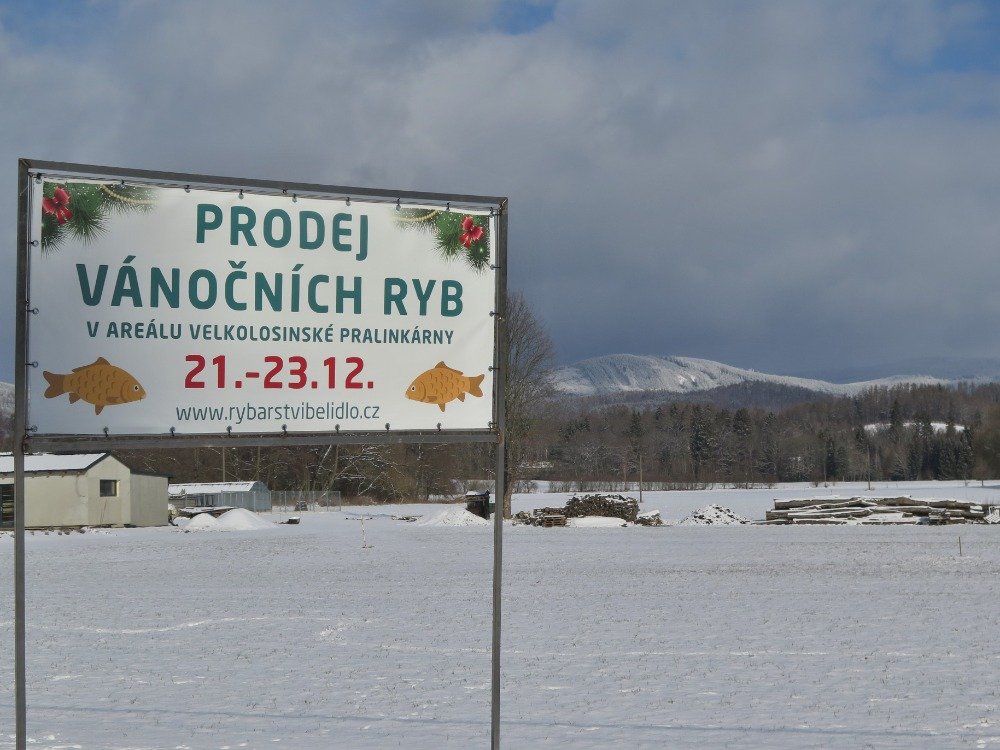 PRODEJ
VÁNOČNÍCH RYB
V AREÁLU VELKOLOSINSKÉ PRALINKÁRNY
21.-23.12.
www.rybarstvibelidlo.cz